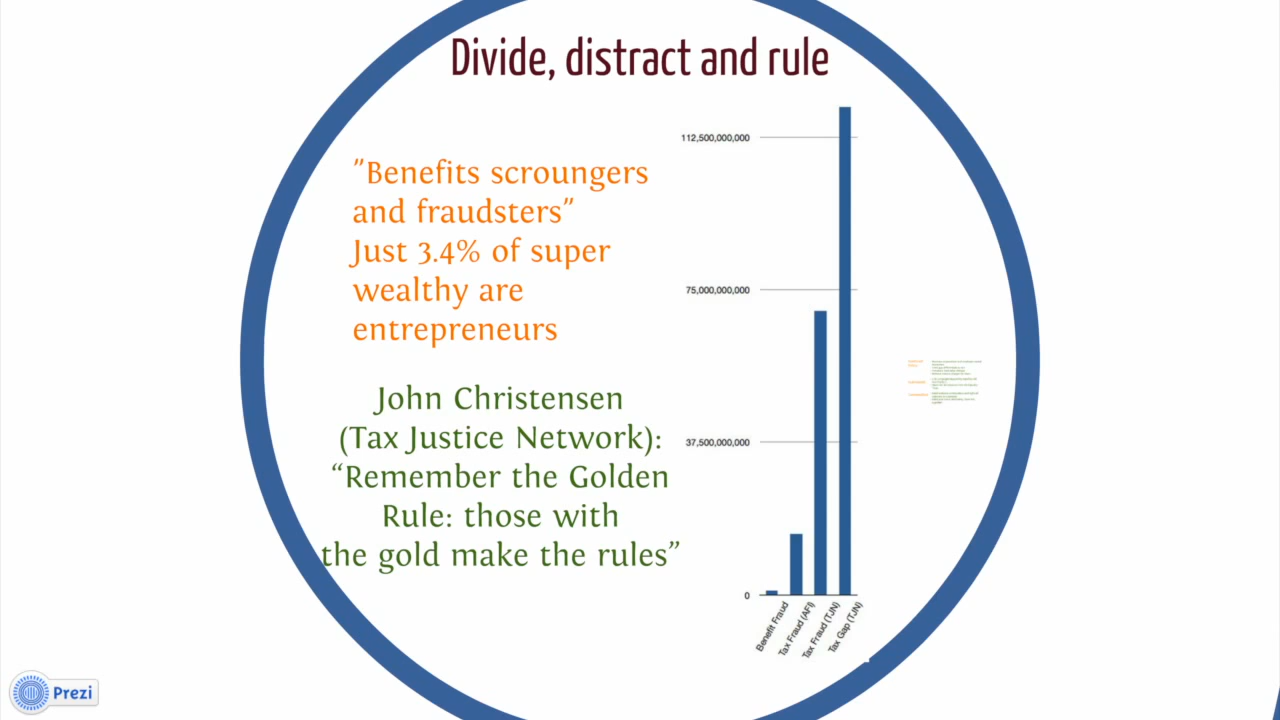 Divide, distract and rule
"Benefits scroungers
and fraudsters"
Just 3.4% of super
wealthy are
entrepreneurs
John Christensen
(Tax Justice Network):
“Remember the Golden
Rule: those with
the gold make the rules”
112,500,000,000
75,000,000,000
37,500,000,000
0
Benefit Fraud
Tax Fraud (AFI)
Tax Fraud (TJN)
Tax Gap (TJN)
Prezi